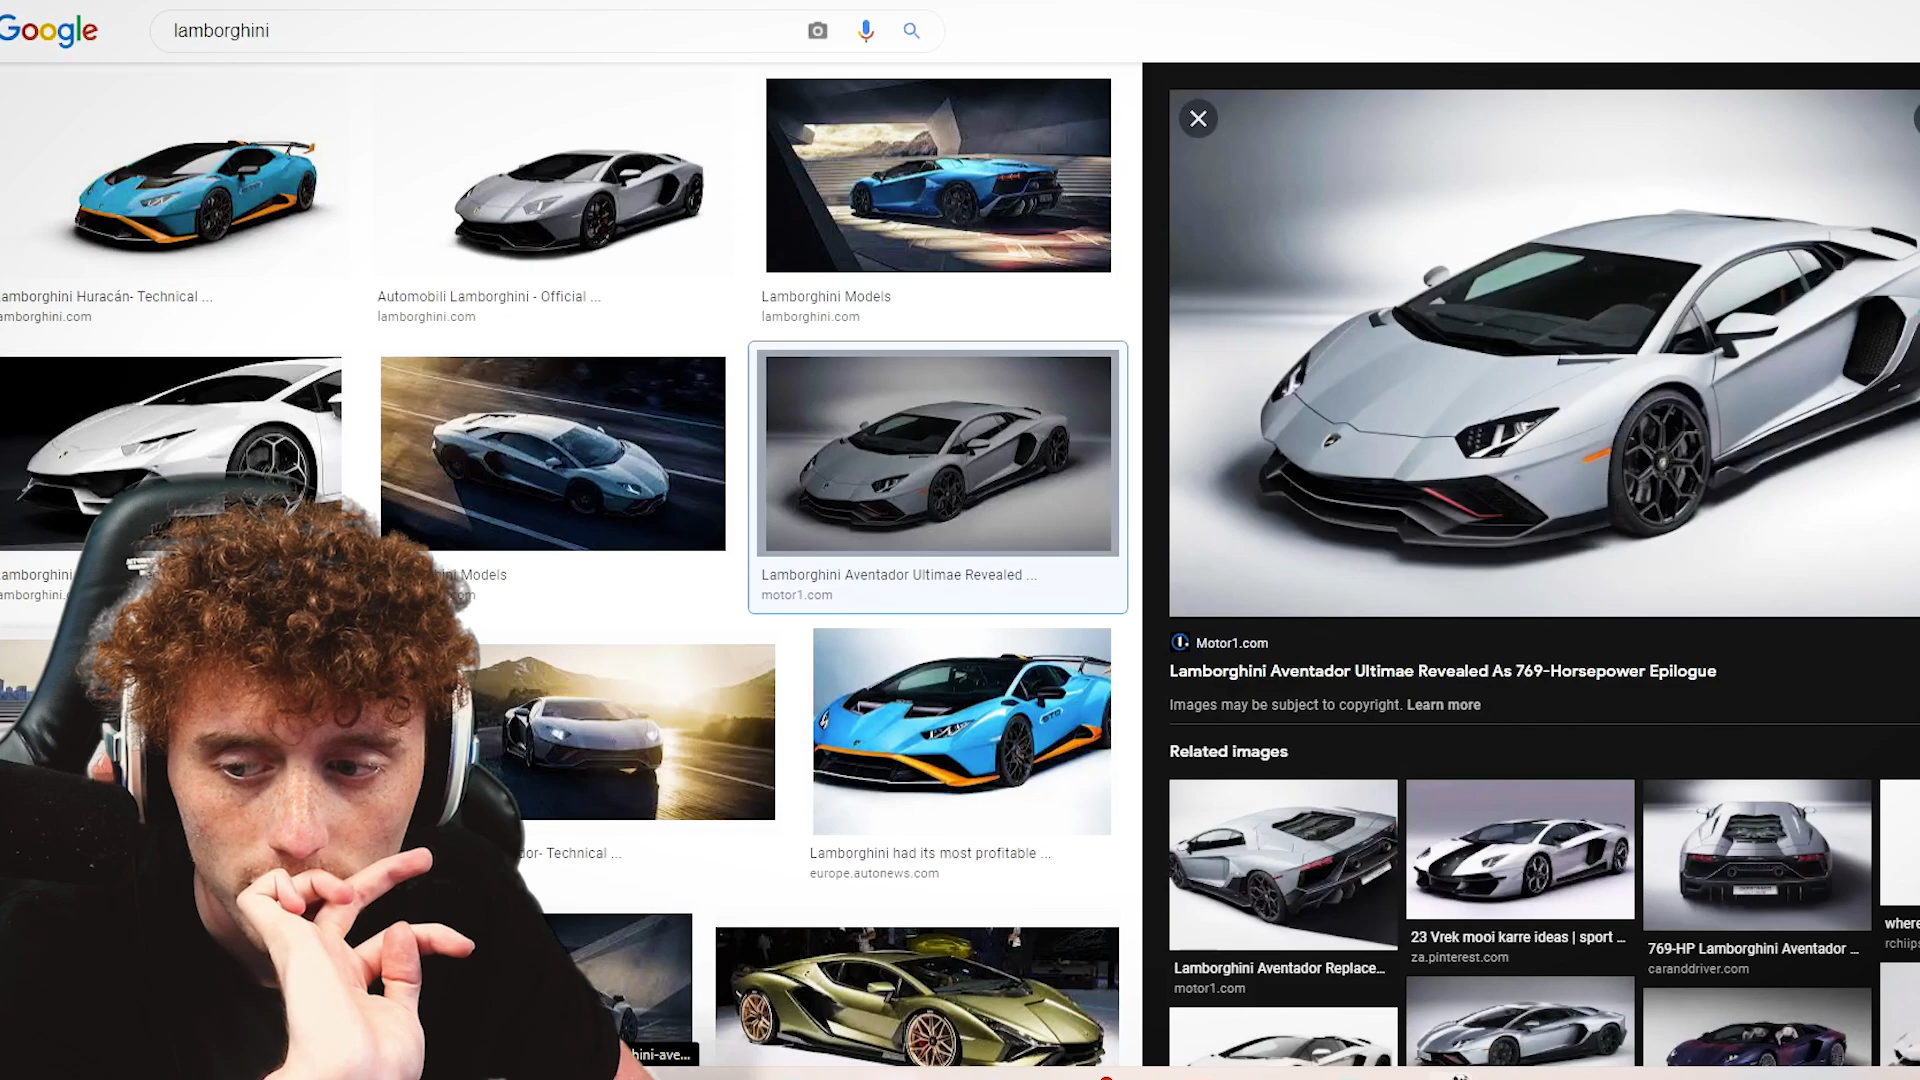 Google
lamborghini
amborghini Huracán- Technical ...
amborghini.com
Automobili Lamborghini - Official ...
lamborghini.com
Lamborghini Models
lamborghini.com
amborghini
amborghini.
ni Models
om
Lamborghini Aventador Ultimae Revealed ...
motor1.com
dor- Technical ...
Lamborghini had its most profitable ...
europe.autonews.com
hini-ave...
Motor1.com
Lamborghini Aventador Ultimae Revealed As 769-Horsepower Epilogue
Images may be subject to copyright. Learn more
Related images
Lamborghini Aventador Replace...
motor1.com
23 Vrek mooi karre ideas | sport ...
za.pinterest.com
769-HP Lamborghini Aventador ...
caranddriver.com
where
rchiips